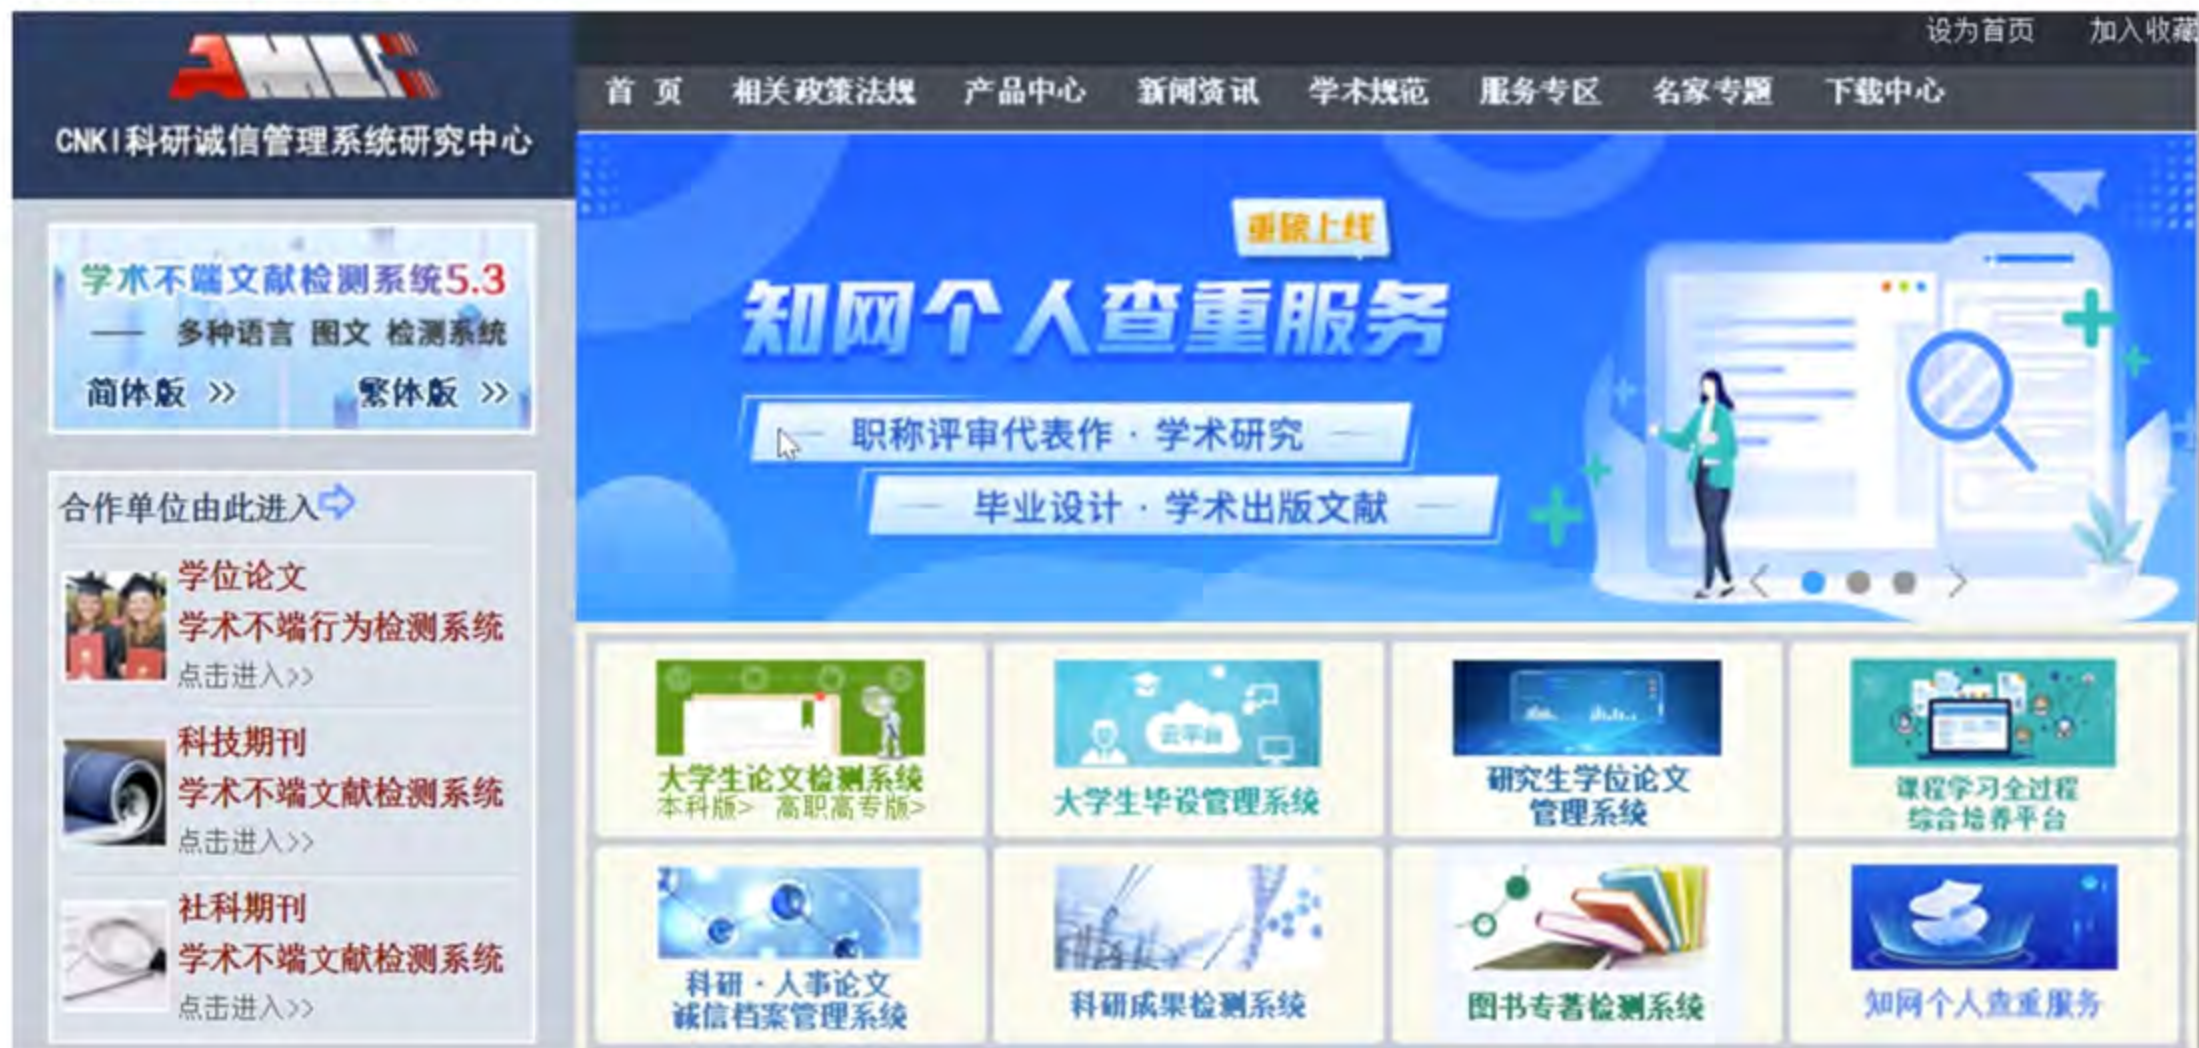 设为首页 加入收藏
AMLC
CNKI科研诚信管理系统研究中心
首 页 相关政策法规 产品中心 新闻资讯 学术规范 服务专区 名家专题 下载中心
学术不端文献检测系统5.3
—— 多种语言 图文 检测系统
简体版 >> 繁体版 >>
合作单位由此进入
学位论文
学术不端行为检测系统
点击进入>>
科技期刊
学术不端文献检测系统
点击进入>>
社科期刊
学术不端文献检测系统
点击进入>>
重磅上线
知网个人查重服务
职称评审代表作 · 学术研究
毕业设计 · 学术出版文献
大学生论文检测系统
本科版> 高职高专版>
云平台
大学生毕设管理系统
研究生学位论文
管理系统
课程学习全过程
综合培养平台
科研·人事论文
诚信档案管理系统
科研成果检测系统
图书专著检测系统
知网个人查重服务